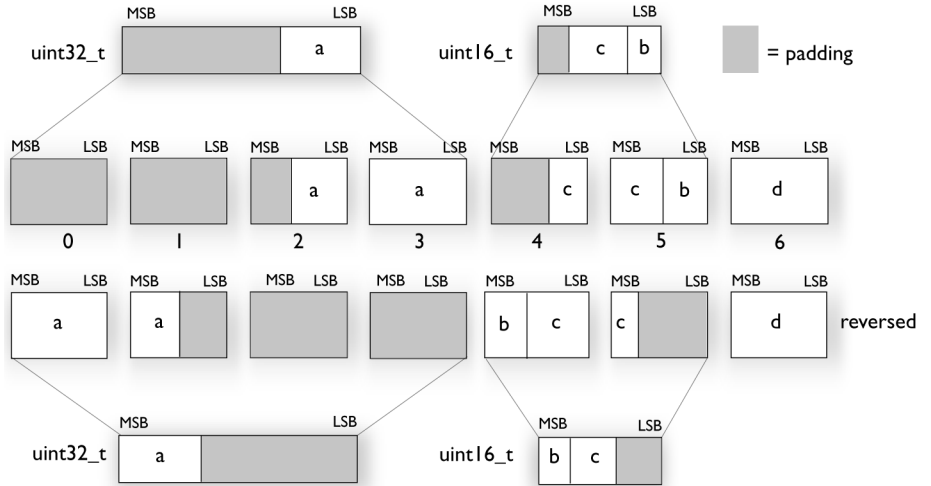 MSB LSB MSB LSB
uint32_t a uint16_t c b = padding
MSB LSB MSB LSB MSB LSB MSB LSB MSB LSB MSB LSB MSB LSB
a a c c b d
0 1 2 3 4 5 6
MSB LSB MSB LSB MSB LSB MSB LSB MSB LSB MSB LSB MSB LSB
a a b c c d reversed
MSB LSB MSB LSB
uint32_t a uint16_t b c